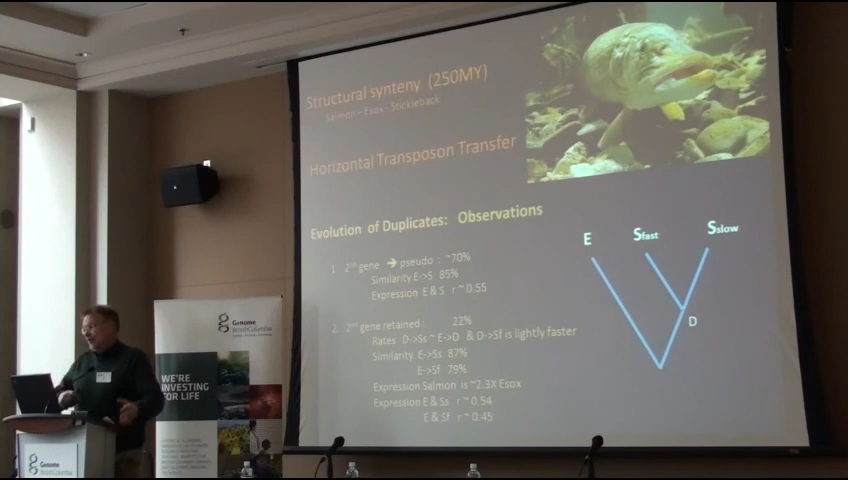 Structural synteny (250MY)
Salmon - Esox - Stickleback
Horizontal Transposon Transfer
Evolution of Duplicates: Observations
1. 2nd gene → pseudo : ~70%
Similarity E->S 85%
Expression E & S r ~ 0.55
2. 2nd gene retained : 22%
Rates D->Ss ~ E->D & D->Sf is lightly faster
Similarity E->Ss 87%
E->Sf 79%
Expression Salmon is ~2.3X Esox
Expression E & Ss r ~ 0.54
E & Sf r ~ 0.45
E
Sfast
Sslow
D
Genome
BritishColumbia
WE'RE
INVESTING
FOR LIFE
Genome
BritishColumbia